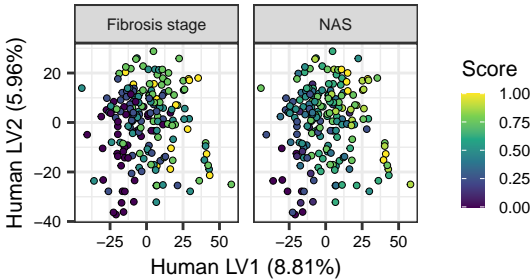 Fibrosis stage NAS
Human LV2 (5.96%)
20
0
−20
−40
−25 0 25 50 −25 0 25 50
Human LV1 (8.81%)
Score
1.00
0.75
0.50
0.25
0.00